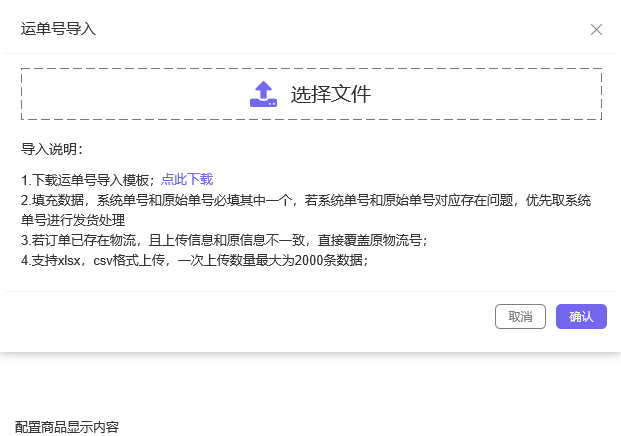 运单号导入
选择文件
导入说明：
1.下载运单号导入模板；点此下载
2.填充数据，系统单号和原始单号必填其中一个，若系统单号和原始单号对应存在问题，优先取系统
单号进行发货处理
3.若订单已存在物流，且上传信息和原信息不一致，直接覆盖原物流号；
4.支持xlsx，csv格式上传，一次上传数量最大为2000条数据；
取消 确认
配置商品显示内容